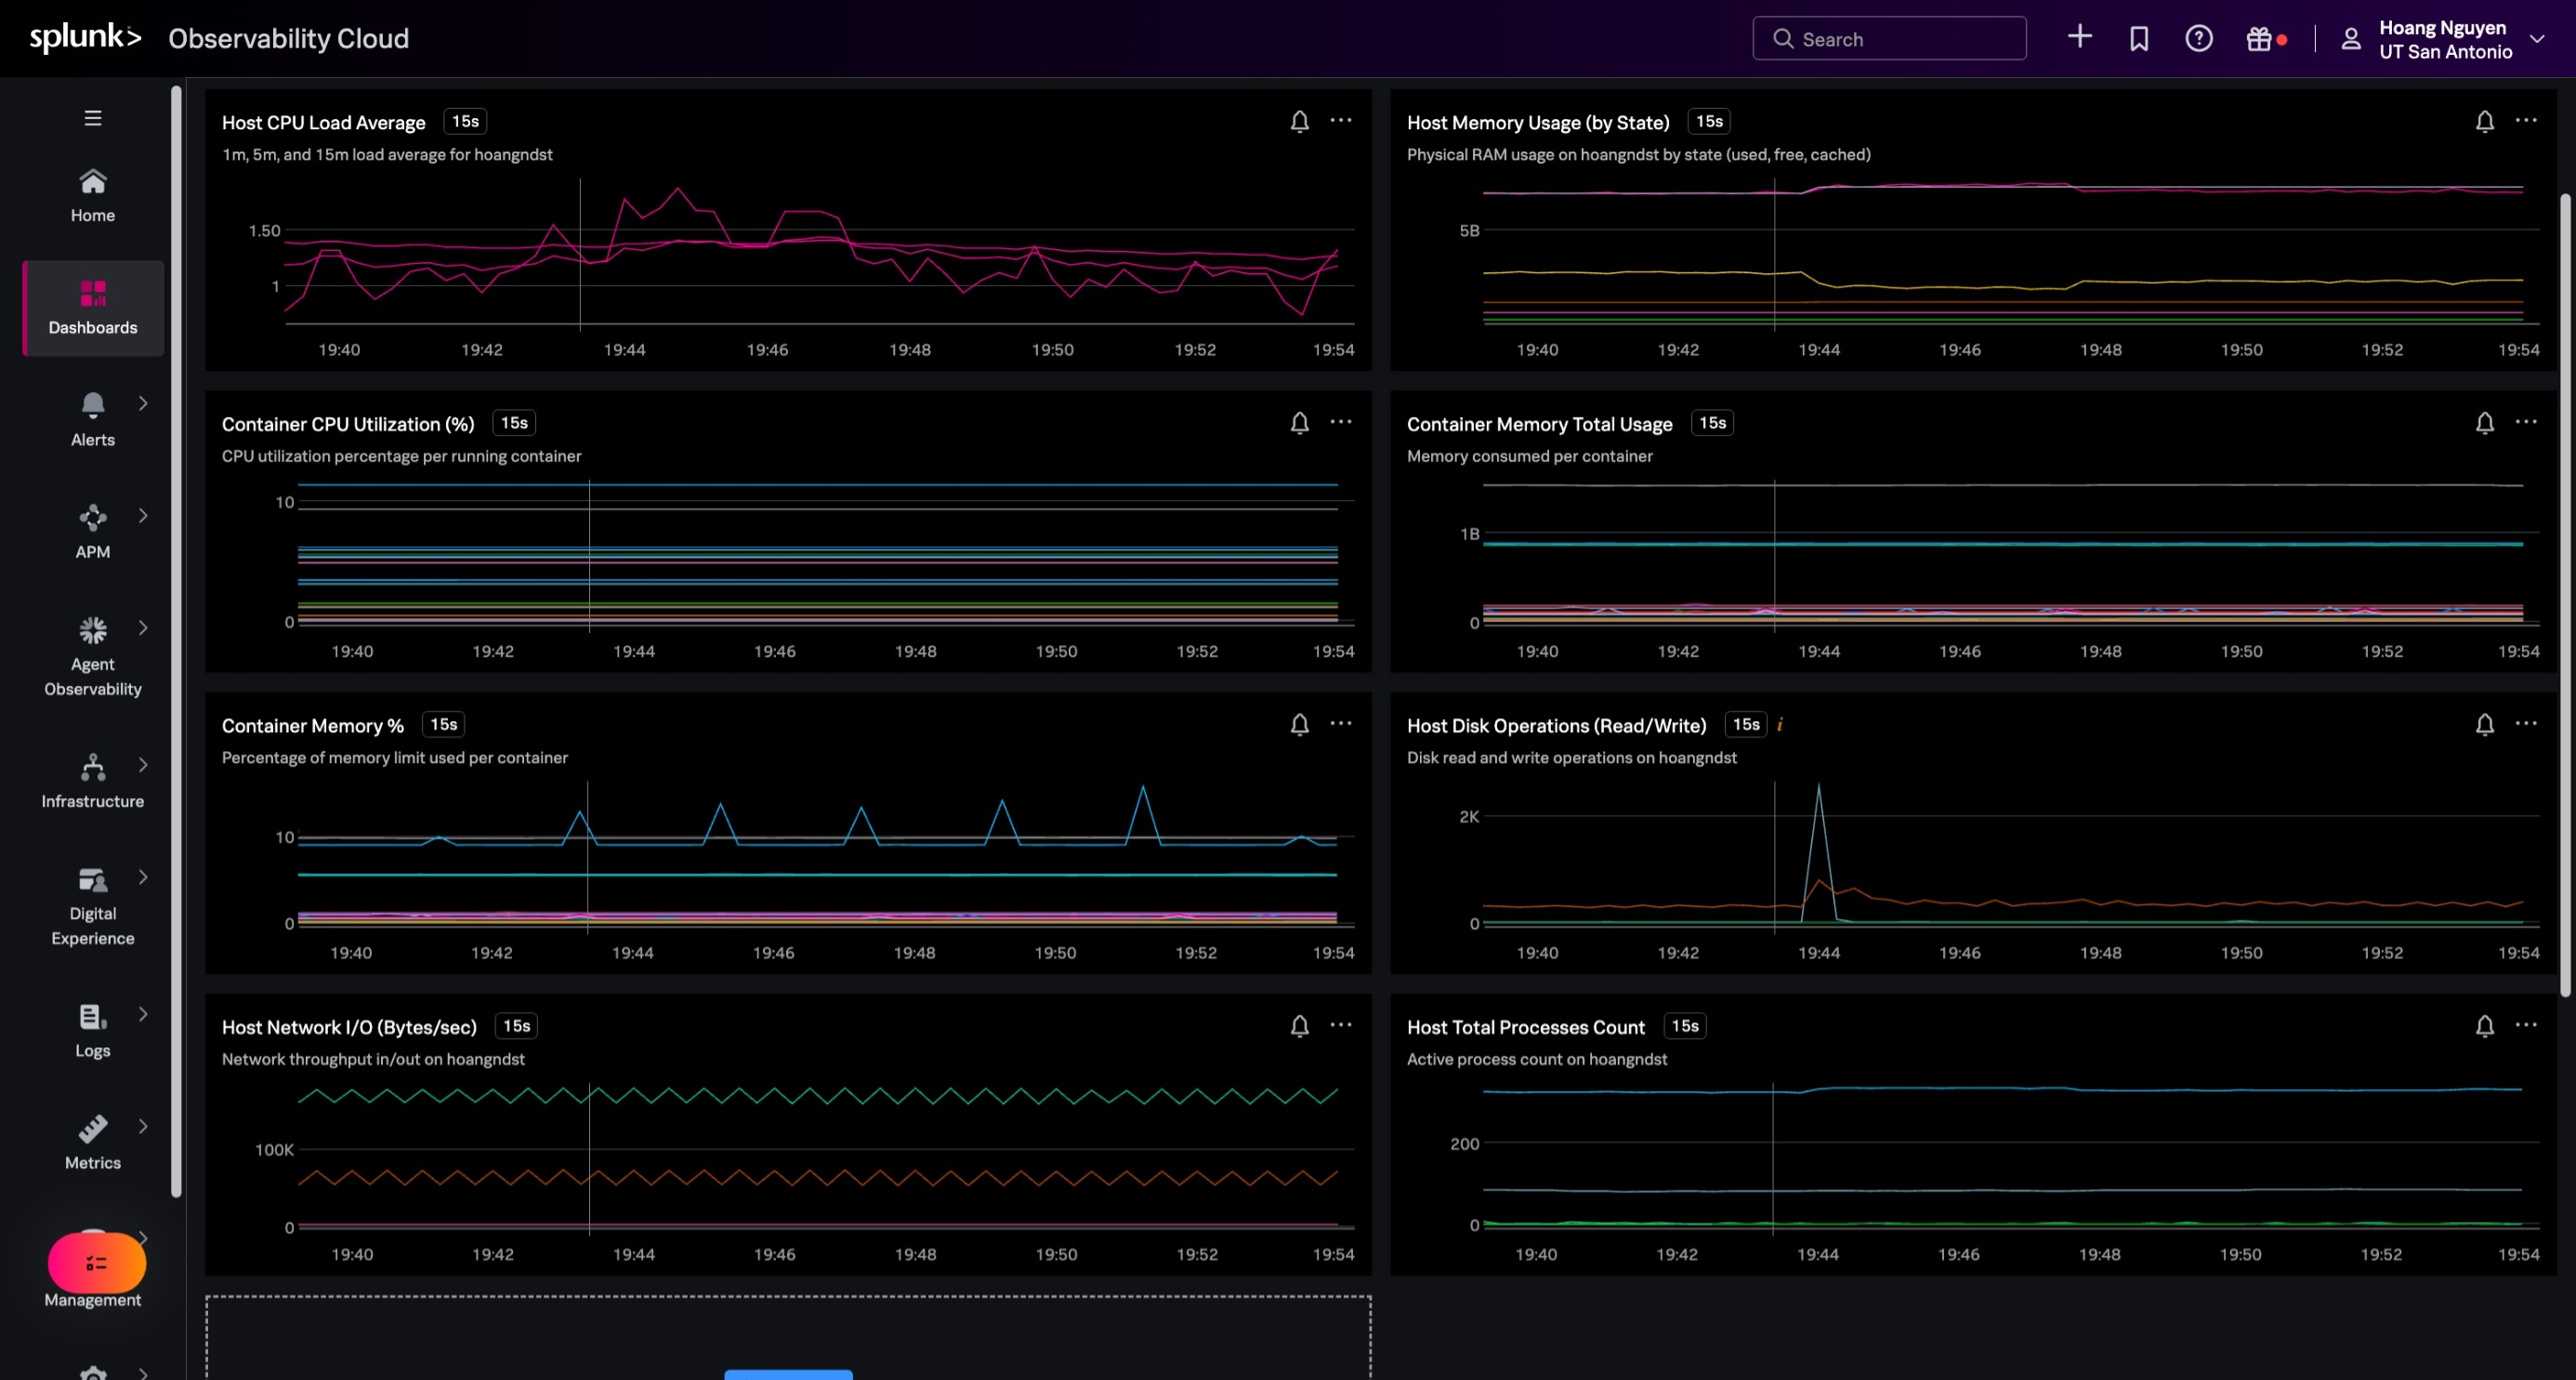 splunk> Observability Cloud
Search
Hoang Nguyen
UT San Antonio
Home
Dashboards
Alerts
APM
Agent
Observability
Infrastructure
Digital
Experience
Logs
Metrics
Management
Host CPU Load Average 15s
1m, 5m, and 15m load average for hoangndst
1.50
1
19:40 19:42 19:44 19:46 19:48 19:50 19:52 19:54
Host Memory Usage (by State) 15s
Physical RAM usage on hoangndst by state (used, free, cached)
5B
19:40 19:42 19:44 19:46 19:48 19:50 19:52 19:54
Container CPU Utilization (%) 15s
CPU utilization percentage per running container
10
0
19:40 19:42 19:44 19:46 19:48 19:50 19:52 19:54
Container Memory Total Usage 15s
Memory consumed per container
1B
0
19:40 19:42 19:44 19:46 19:48 19:50 19:52 19:54
Container Memory % 15s
Percentage of memory limit used per container
10
0
19:40 19:42 19:44 19:46 19:48 19:50 19:52 19:54
Host Disk Operations (Read/Write) 15s i
Disk read and write operations on hoangndst
2K
0
19:40 19:42 19:44 19:46 19:48 19:50 19:52 19:54
Host Network I/O (Bytes/sec) 15s
Network throughput in/out on hoangndst
100K
0
19:40 19:42 19:44 19:46 19:48 19:50 19:52 19:54
Host Total Processes Count 15s
Active process count on hoangndst
200
0
19:40 19:42 19:44 19:46 19:48 19:50 19:52 19:54